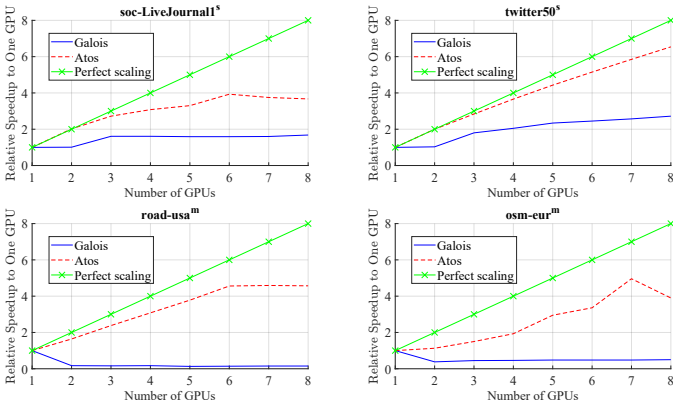 soc-LiveJournal1ˢ
Relative Speedup to One GPU
8
6
4
2
0
Galois
Atos
Perfect scaling
1 2 3 4 5 6 7 8
Number of GPUs
twitter50ˢ
Relative Speedup to One GPU
8
6
4
2
0
Galois
Atos
Perfect scaling
1 2 3 4 5 6 7 8
Number of GPUs
road-usaᵐ
Relative Speedup to One GPU
8
6
4
2
0
Galois
Atos
Perfect scaling
1 2 3 4 5 6 7 8
Number of GPUs
osm-eurᵐ
Relative Speedup to One GPU
8
6
4
2
0
Galois
Atos
Perfect scaling
1 2 3 4 5 6 7 8
Number of GPUs